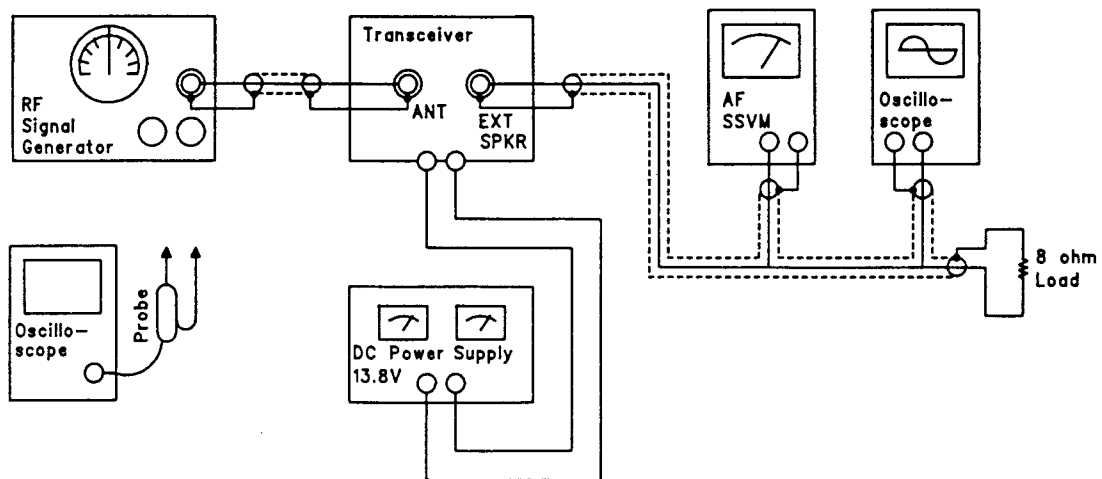 RF
Signal
Generator
Transceiver
ANT
EXT
SPKR
AF
SSVM
Oscillo-
scope
8 ohm
Load
Oscillo-
scope
Probe
DC Power Supply
13.8V